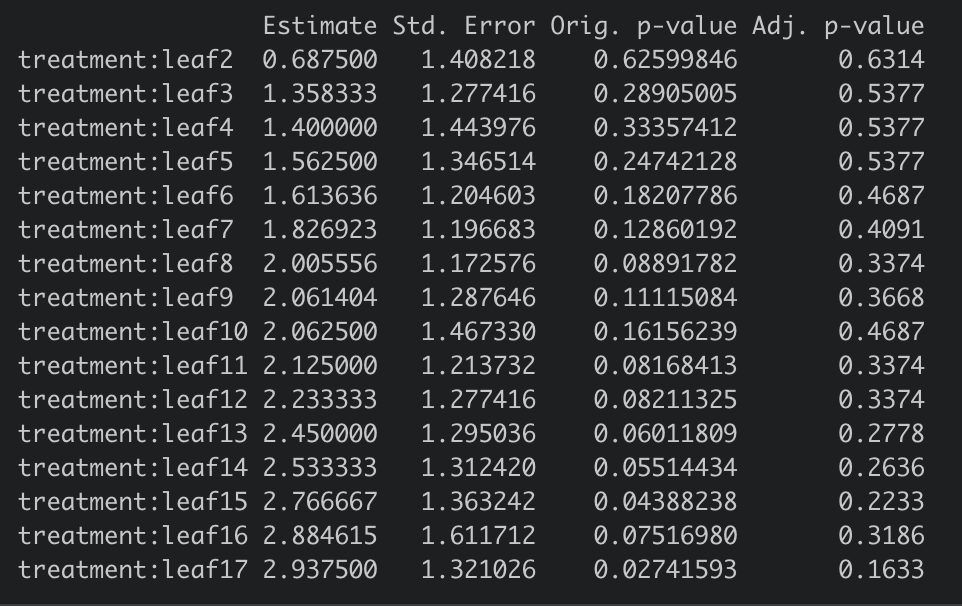 Estimate Std. Error Orig. p-value Adj. p-value
treatment:leaf2 0.687500 1.408218 0.62599846 0.6314
treatment:leaf3 1.358333 1.277416 0.28905005 0.5377
treatment:leaf4 1.400000 1.443976 0.33357412 0.5377
treatment:leaf5 1.562500 1.346514 0.24742128 0.5377
treatment:leaf6 1.613636 1.204603 0.18207786 0.4687
treatment:leaf7 1.826923 1.196683 0.12860192 0.4091
treatment:leaf8 2.005556 1.172576 0.08891782 0.3374
treatment:leaf9 2.061404 1.287646 0.11115084 0.3668
treatment:leaf10 2.062500 1.467330 0.16156239 0.4687
treatment:leaf11 2.125000 1.213732 0.08168413 0.3374
treatment:leaf12 2.233333 1.277416 0.08211325 0.3374
treatment:leaf13 2.450000 1.295036 0.06011809 0.2778
treatment:leaf14 2.533333 1.312420 0.05514434 0.2636
treatment:leaf15 2.766667 1.363242 0.04388238 0.2233
treatment:leaf16 2.884615 1.611712 0.07516980 0.3186
treatment:leaf17 2.937500 1.321026 0.02741593 0.1633